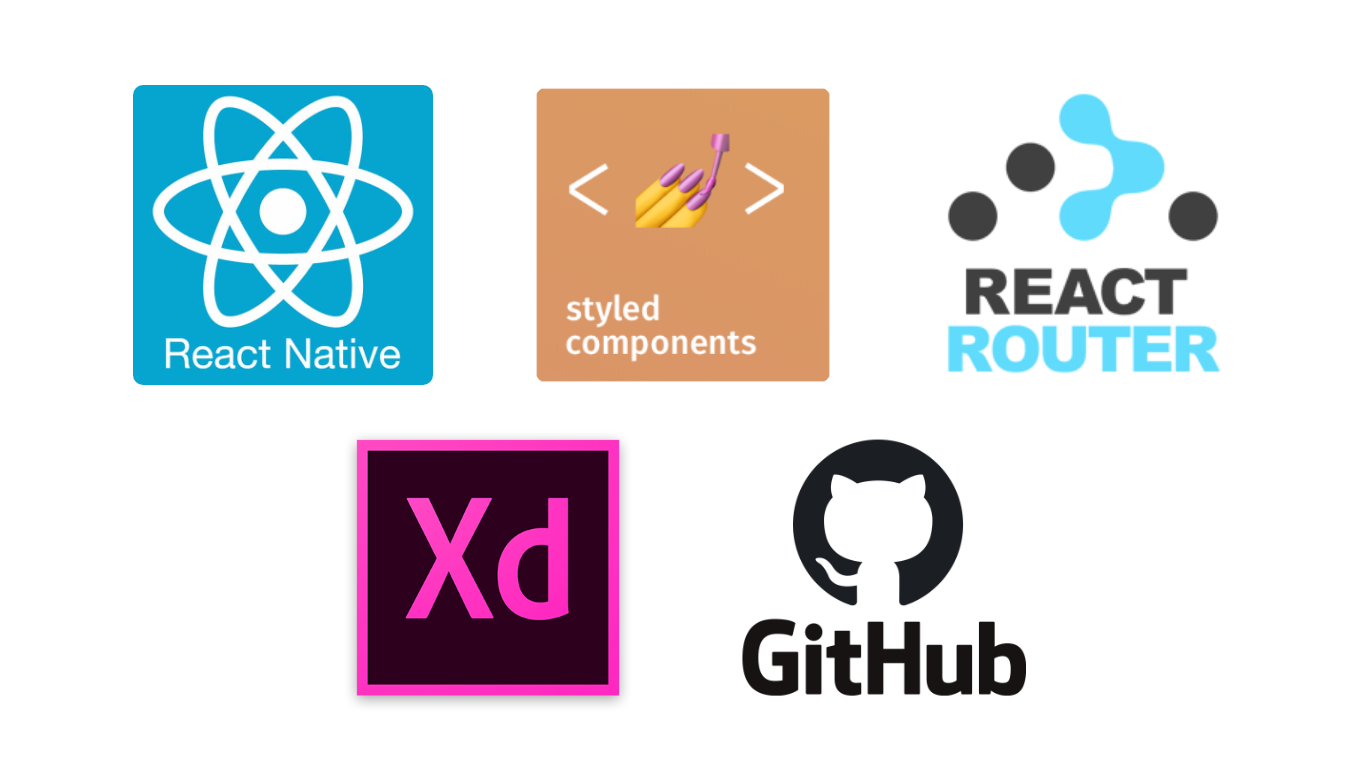 React Native
< >
styled
components
REACT
ROUTER
Xd
GitHub